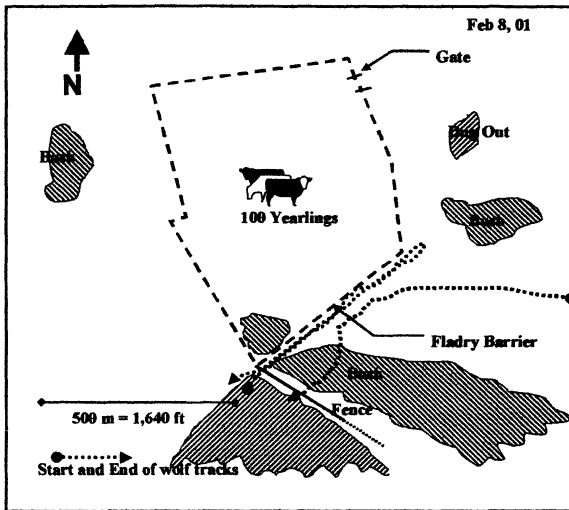 Feb 8, 01
Gate
N
Dug Out
Bush
100 Yearlings
Bush
Fladry Barrier
Bush
Fence
500 m = 1,640 ft
Start and End of wolf tracks